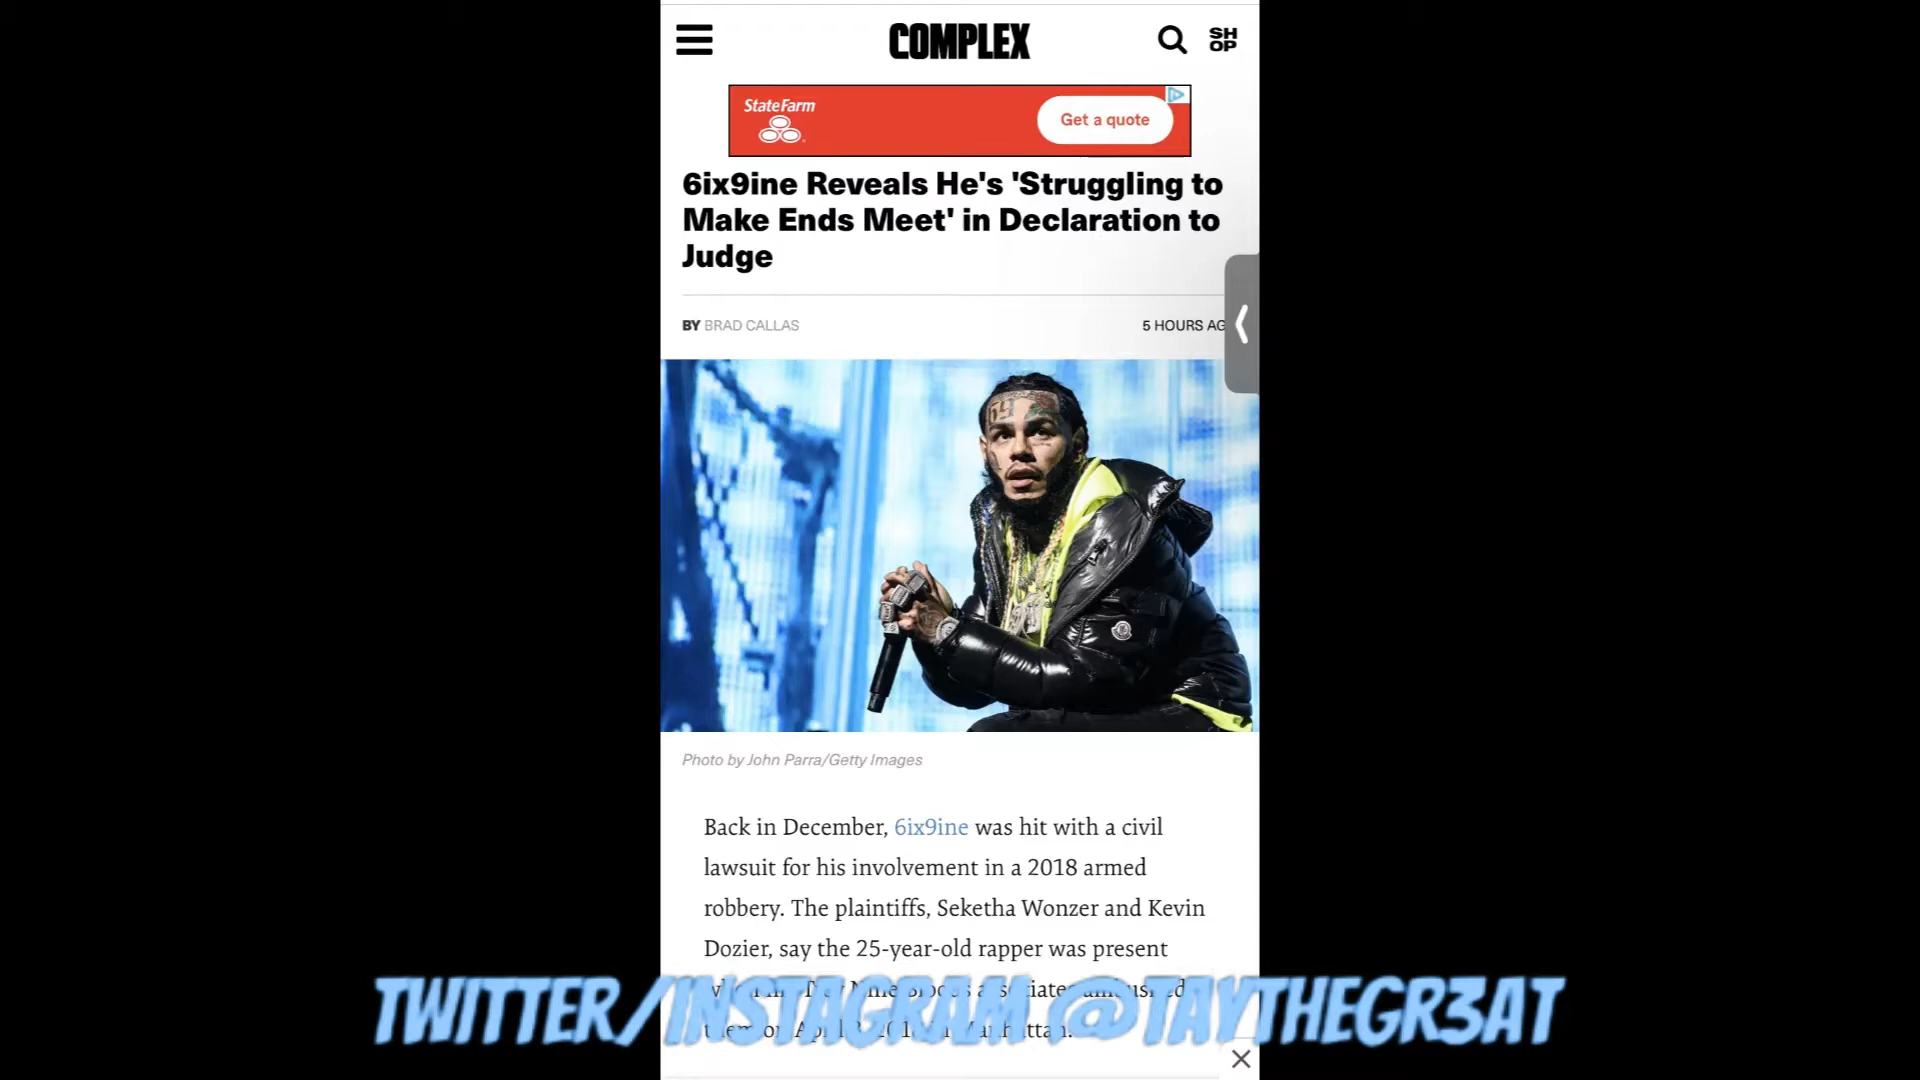 COMPLEX
SH
OP
StateFarm
Get a quote
6ix9ine Reveals He's 'Struggling to
Make Ends Meet' in Declaration to
Judge
BY BRAD CALLAS
5 HOURS AG
69
Photo by John Parra/Getty Images
Back in December, 6ix9ine was hit with a civil
lawsuit for his involvement in a 2018 armed
robbery. The plaintiffs, Seketha Wonzer and Kevin
Dozier, say the 25-year-old rapper was present
TWITTER/INSTAGRAM @TAYTHEGR3AT